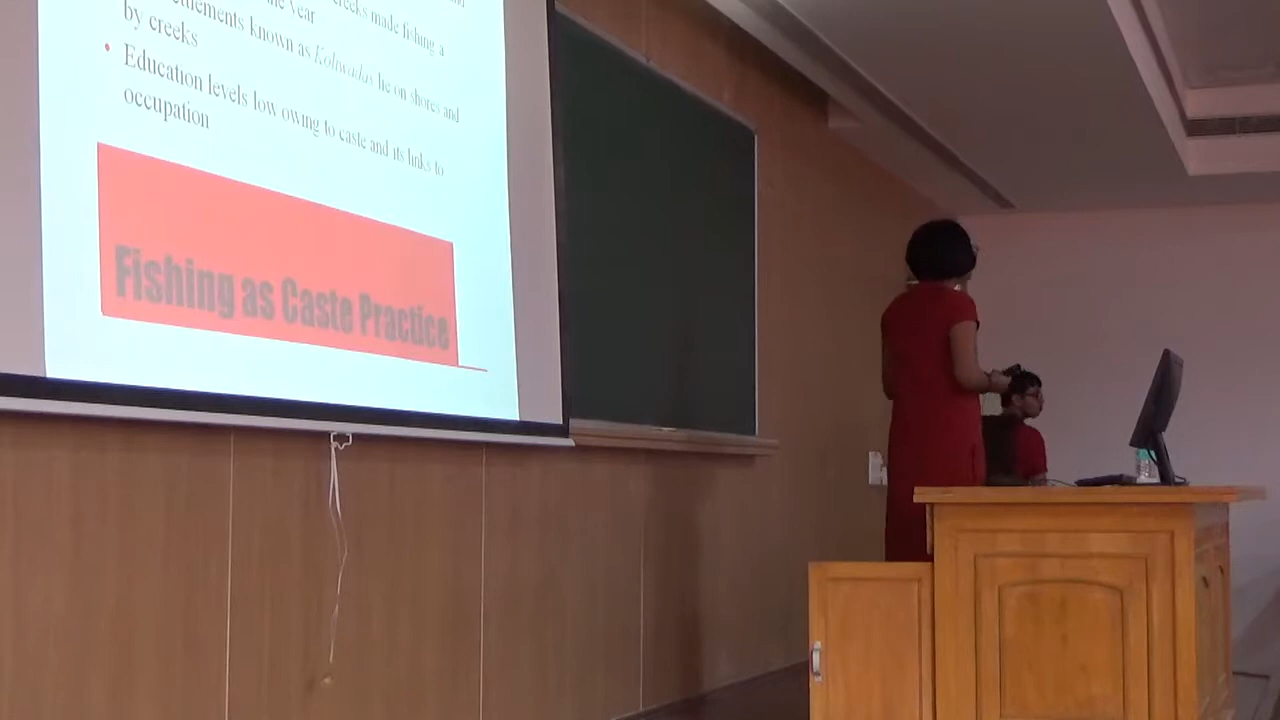 the year
creeks made fishing a
settlements known as Koliwadas lie on shores and
by creeks
• Education levels low owing to caste and its links to
occupation
Fishing as Caste Practice